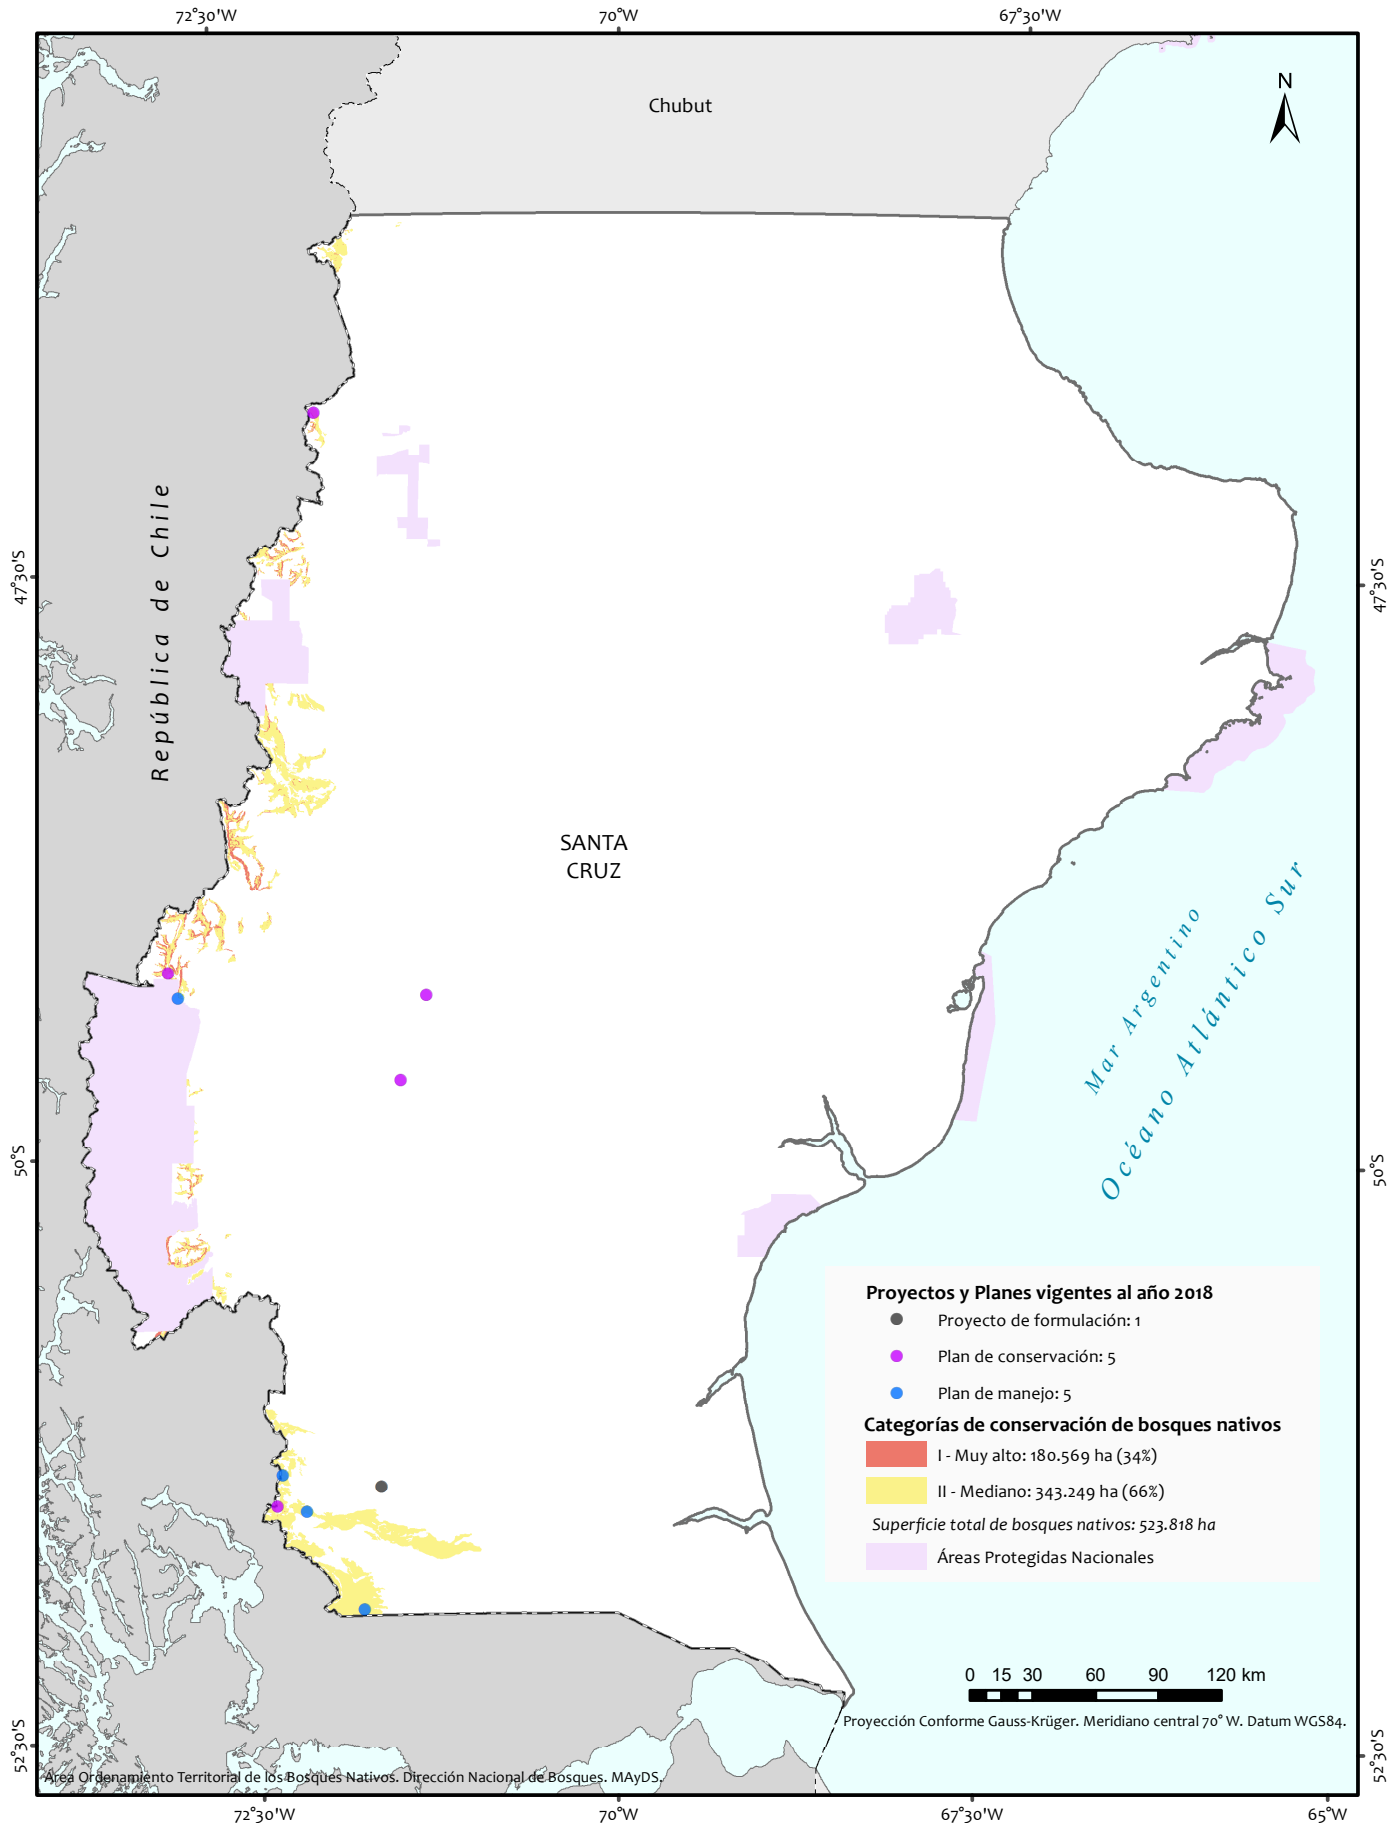 72°30'W
70°W
67°30'W
Chubut
N
República de Chile
47°30'S
47°30'S
SANTA
CRUZ
Mar Argentino
Océano Atlántico Sur
50°S
50°S
Proyectos y Planes vigentes al año 2018
Proyecto de formulación: 1
Plan de conservación: 5
Plan de manejo: 5
Categorías de conservación de bosques nativos
I - Muy alto: 180.569 ha (34%)
II - Mediano: 343.249 ha (66%)
Superficie total de bosques nativos: 523.818 ha
Áreas Protegidas Nacionales
0 15 30 60 90 120 km
Proyección Conforme Gauss-Krüger. Meridiano central 70° W. Datum WGS84.
52°30'S
52°30'S
Área Ordenamiento Territorial de los Bosques Nativos. Dirección Nacional de Bosques. MAyDS.
72°30'W
70°W
67°30'W
65°W